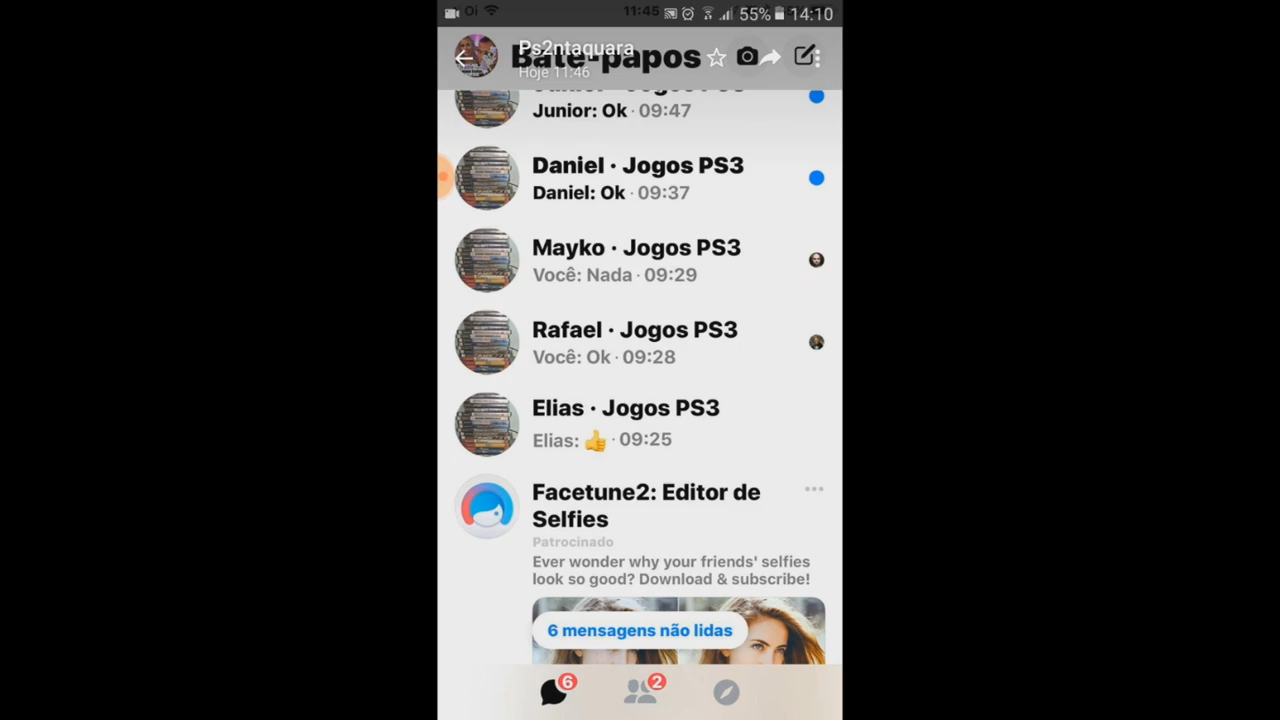 Oi 11:45 55% 14:10
Ps2ntaquara
Bate-papos
Hoje 11:46
Junior: Ok · 09:47
Daniel · Jogos PS3
Daniel: Ok · 09:37
Mayko · Jogos PS3
Você: Nada · 09:29
Rafael · Jogos PS3
Você: Ok · 09:28
Elias · Jogos PS3
Elias: 👍 · 09:25
Facetune2: Editor de
Selfies
Patrocinado
Ever wonder why your friends' selfies
look so good? Download & subscribe!
6 mensagens não lidas
6 2